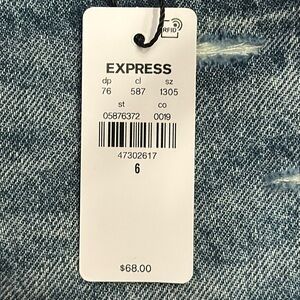 RFID
EXPRESS
dp cl sz
76 587 1305
st co
05876372 0019
47302617
6
$68.00